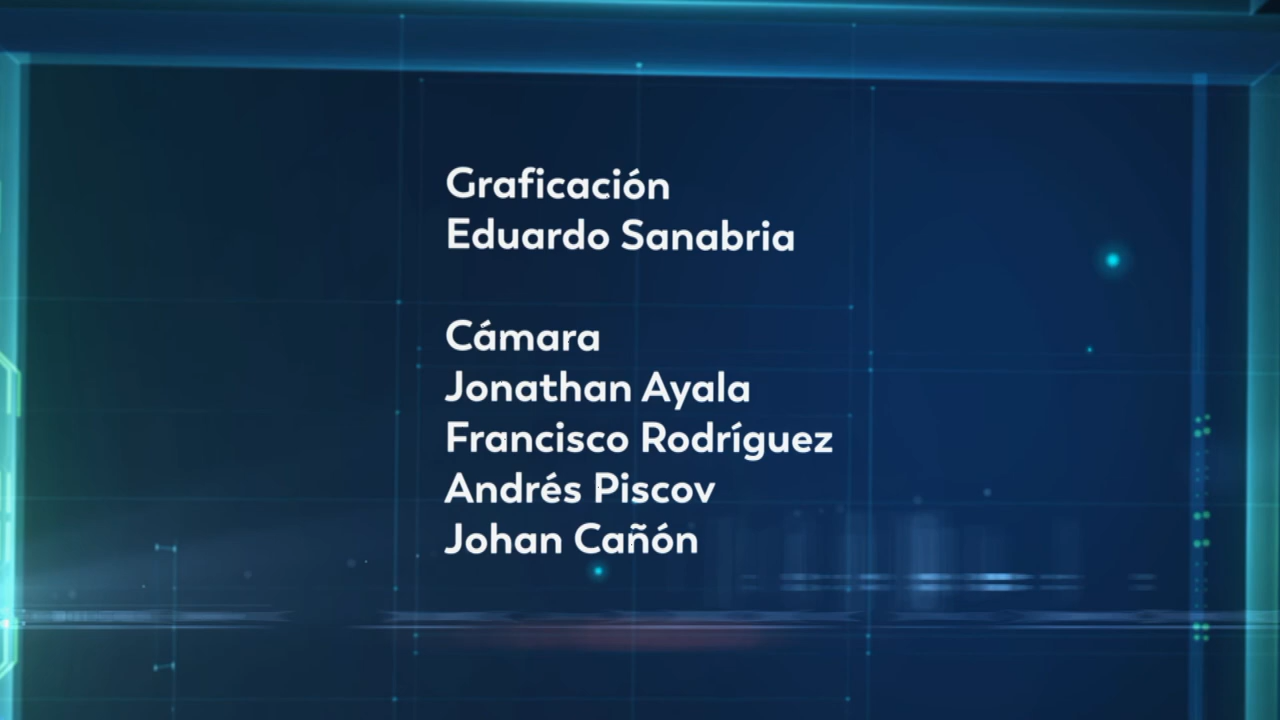 Graficación
Eduardo Sanabria
Cámara
Jonathan Ayala
Francisco Rodríguez
Andrés Piscov
Johan Cañón